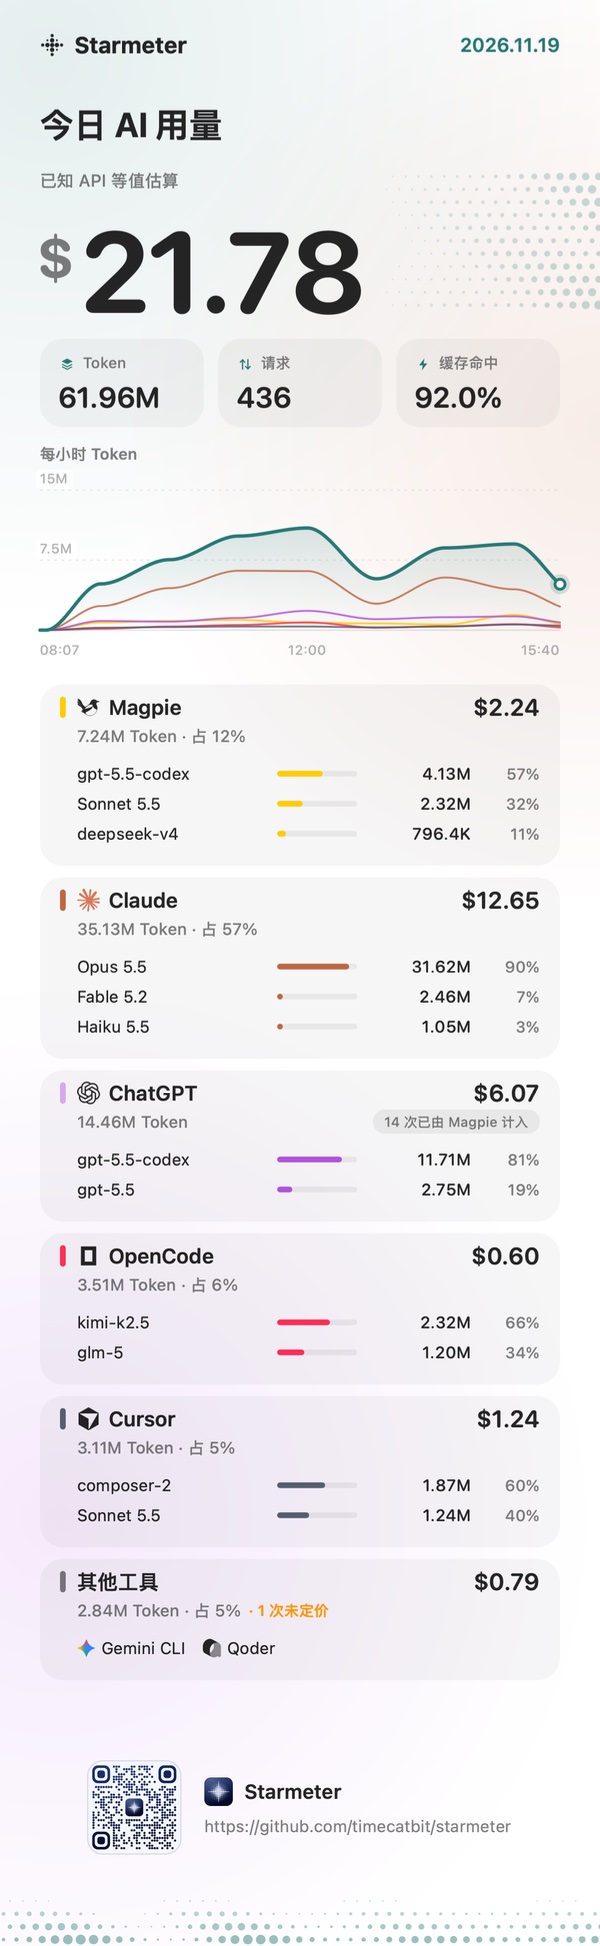 Starmeter
2026.11.19
今日 AI 用量
已知 API 等值估算
$21.78
Token
61.96M
请求
436
缓存命中
92.0%
每小时 Token
15M
7.5M
08:07
12:00
15:40
Magpie
$2.24
7.24M Token · 占 12%
gpt-5.5-codex 4.13M 57%
Sonnet 5.5 2.32M 32%
deepseek-v4 796.4K 11%
Claude
$12.65
35.13M Token · 占 57%
Opus 5.5 31.62M 90%
Fable 5.2 2.46M 7%
Haiku 5.5 1.05M 3%
ChatGPT
$6.07
14.46M Token
14 次已由 Magpie 计入
gpt-5.5-codex 11.71M 81%
gpt-5.5 2.75M 19%
OpenCode
$0.60
3.51M Token · 占 6%
kimi-k2.5 2.32M 66%
glm-5 1.20M 34%
Cursor
$1.24
3.11M Token · 占 5%
composer-2 1.87M 60%
Sonnet 5.5 1.24M 40%
其他工具
$0.79
2.84M Token · 占 5% · 1 次未定价
Gemini CLI Qoder
Starmeter
https://github.com/timecatbit/starmeter